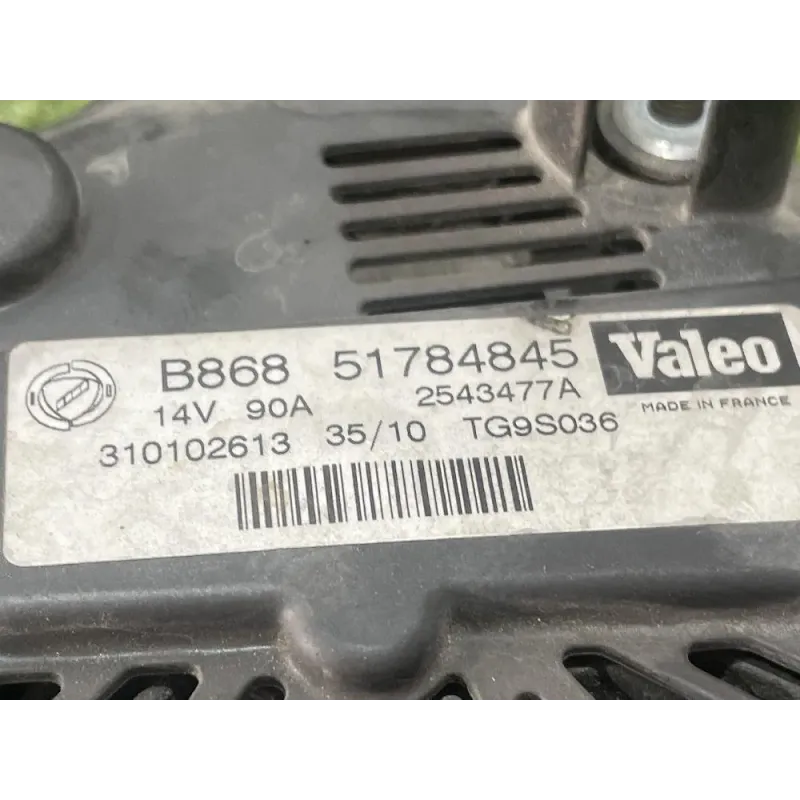 B868 51784845 Valeo
14V 90A 2543477A MADE IN FRANCE
310102613 35/10 TG9S036